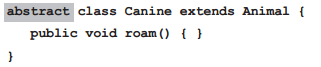 abstract class Canine extends Animal {
public void roam() { }
}